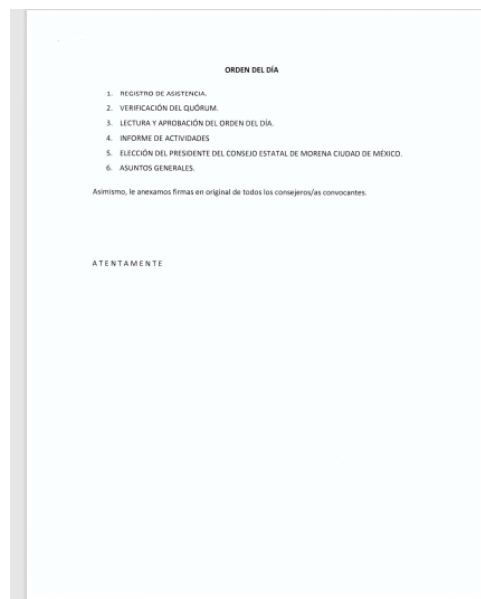 ORDEN DEL DÍA
1. REGISTRO DE ASISTENCIA.
2. VERIFICACIÓN DEL QUÓRUM.
3. LECTURA Y APROBACIÓN DEL ORDEN DEL DÍA.
4. INFORME DE ACTIVIDADES
5. ELECCIÓN DEL PRESIDENTE DEL CONSEJO ESTATAL DE MORENA CIUDAD DE MÉXICO.
6. ASUNTOS GENERALES.
Asimismo, le anexamos firmas en original de todos los consejeros/as convocantes.
A T E N T A M E N T E